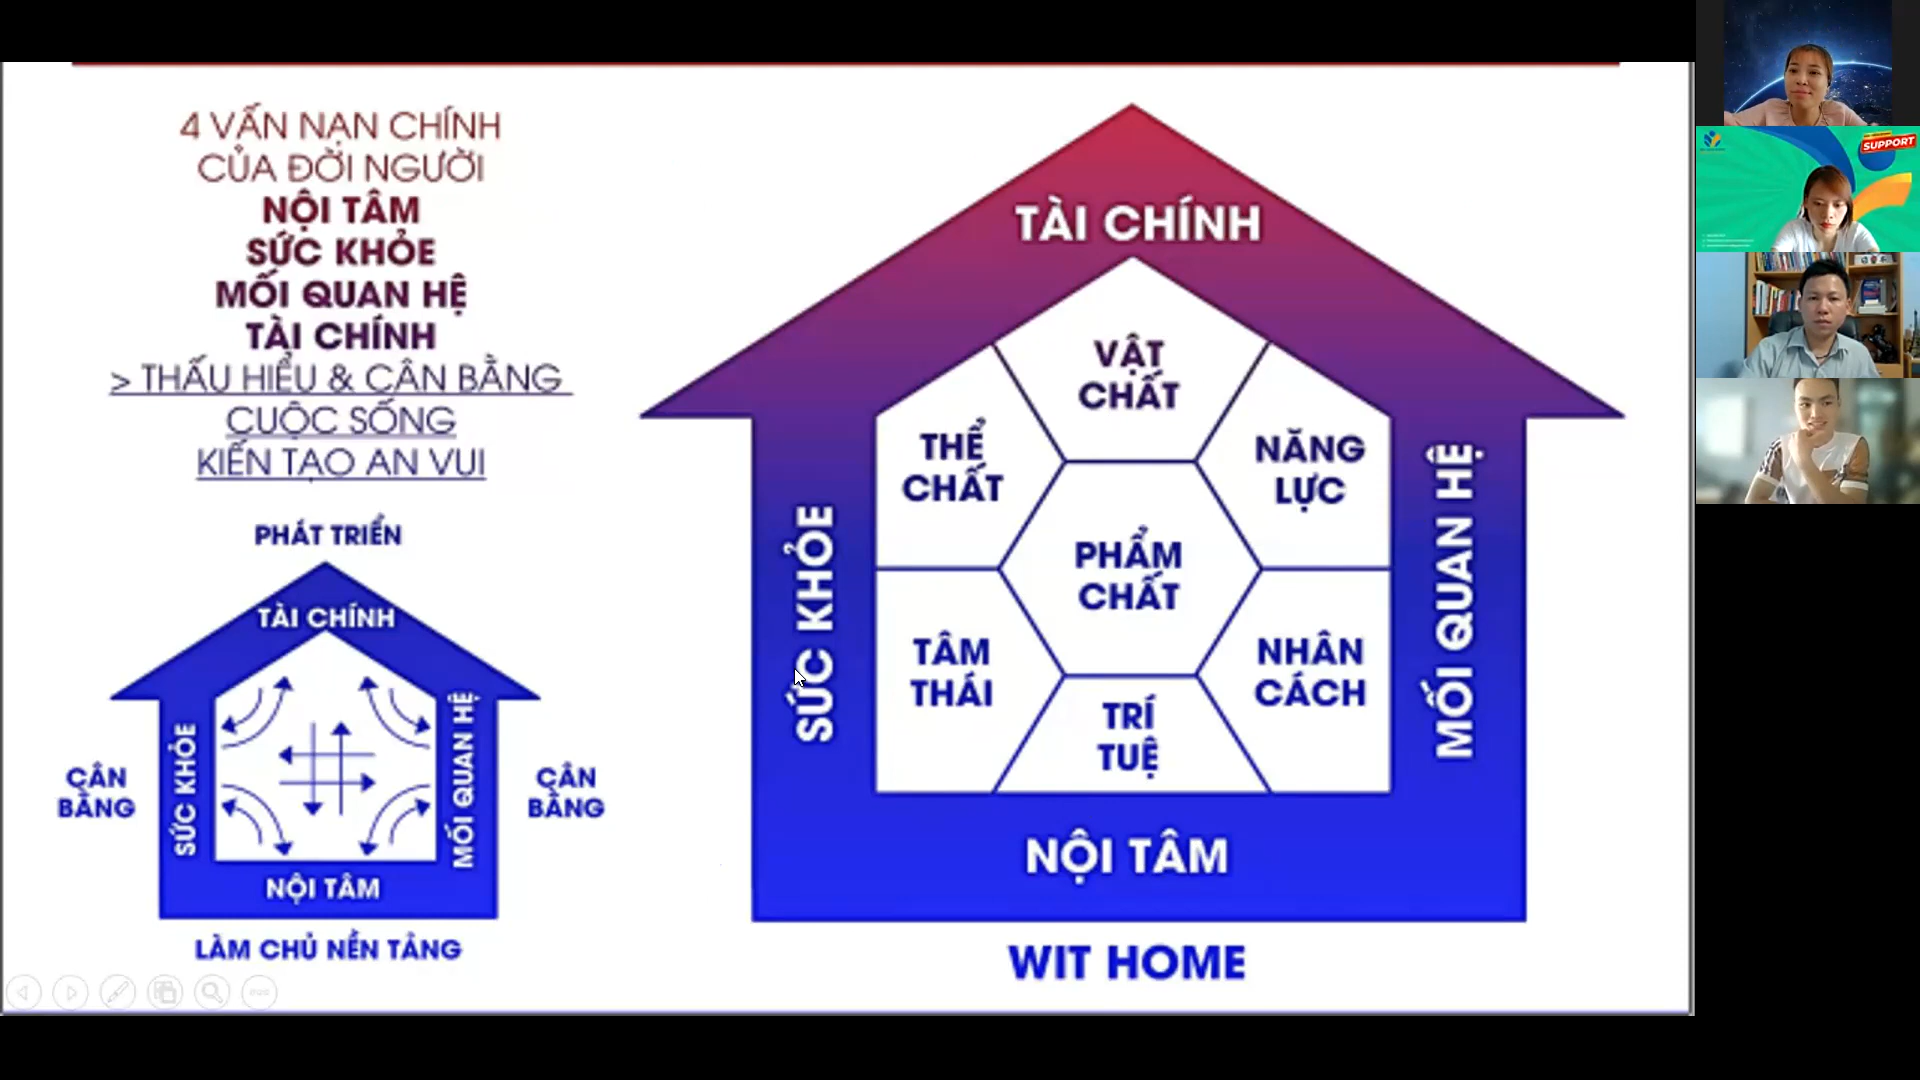 4 VẤN NẠN CHÍNH
CỦA ĐỜI NGƯỜI
NỘI TÂM
SỨC KHỎE
MỐI QUAN HỆ
TÀI CHÍNH
> THẤU HIỂU & CÂN BẰNG
CUỘC SỐNG
KIẾN TẠO AN VUI
PHÁT TRIỂN
TÀI CHÍNH
CÂN
BẰNG
SỨC KHỎE
MỐI QUAN HỆ
CÂN
BẰNG
NỘI TÂM
LÀM CHỦ NỀN TẢNG
TÀI CHÍNH
VẬT
CHẤT
THỂ
CHẤT
NĂNG
LỰC
SỨC KHỎE
PHẨM
CHẤT
MỐI QUAN HỆ
TÂM
THÁI
NHÂN
CÁCH
TRÍ
TUỆ
NỘI TÂM
WIT HOME
SUPPORT